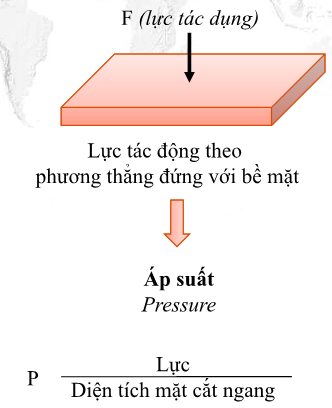 F (lực tác dụng)
Lực tác động theo
phương thẳng đứng với bề mặt
Áp suất
Pressure
Lực
P
Diện tích mặt cắt ngang